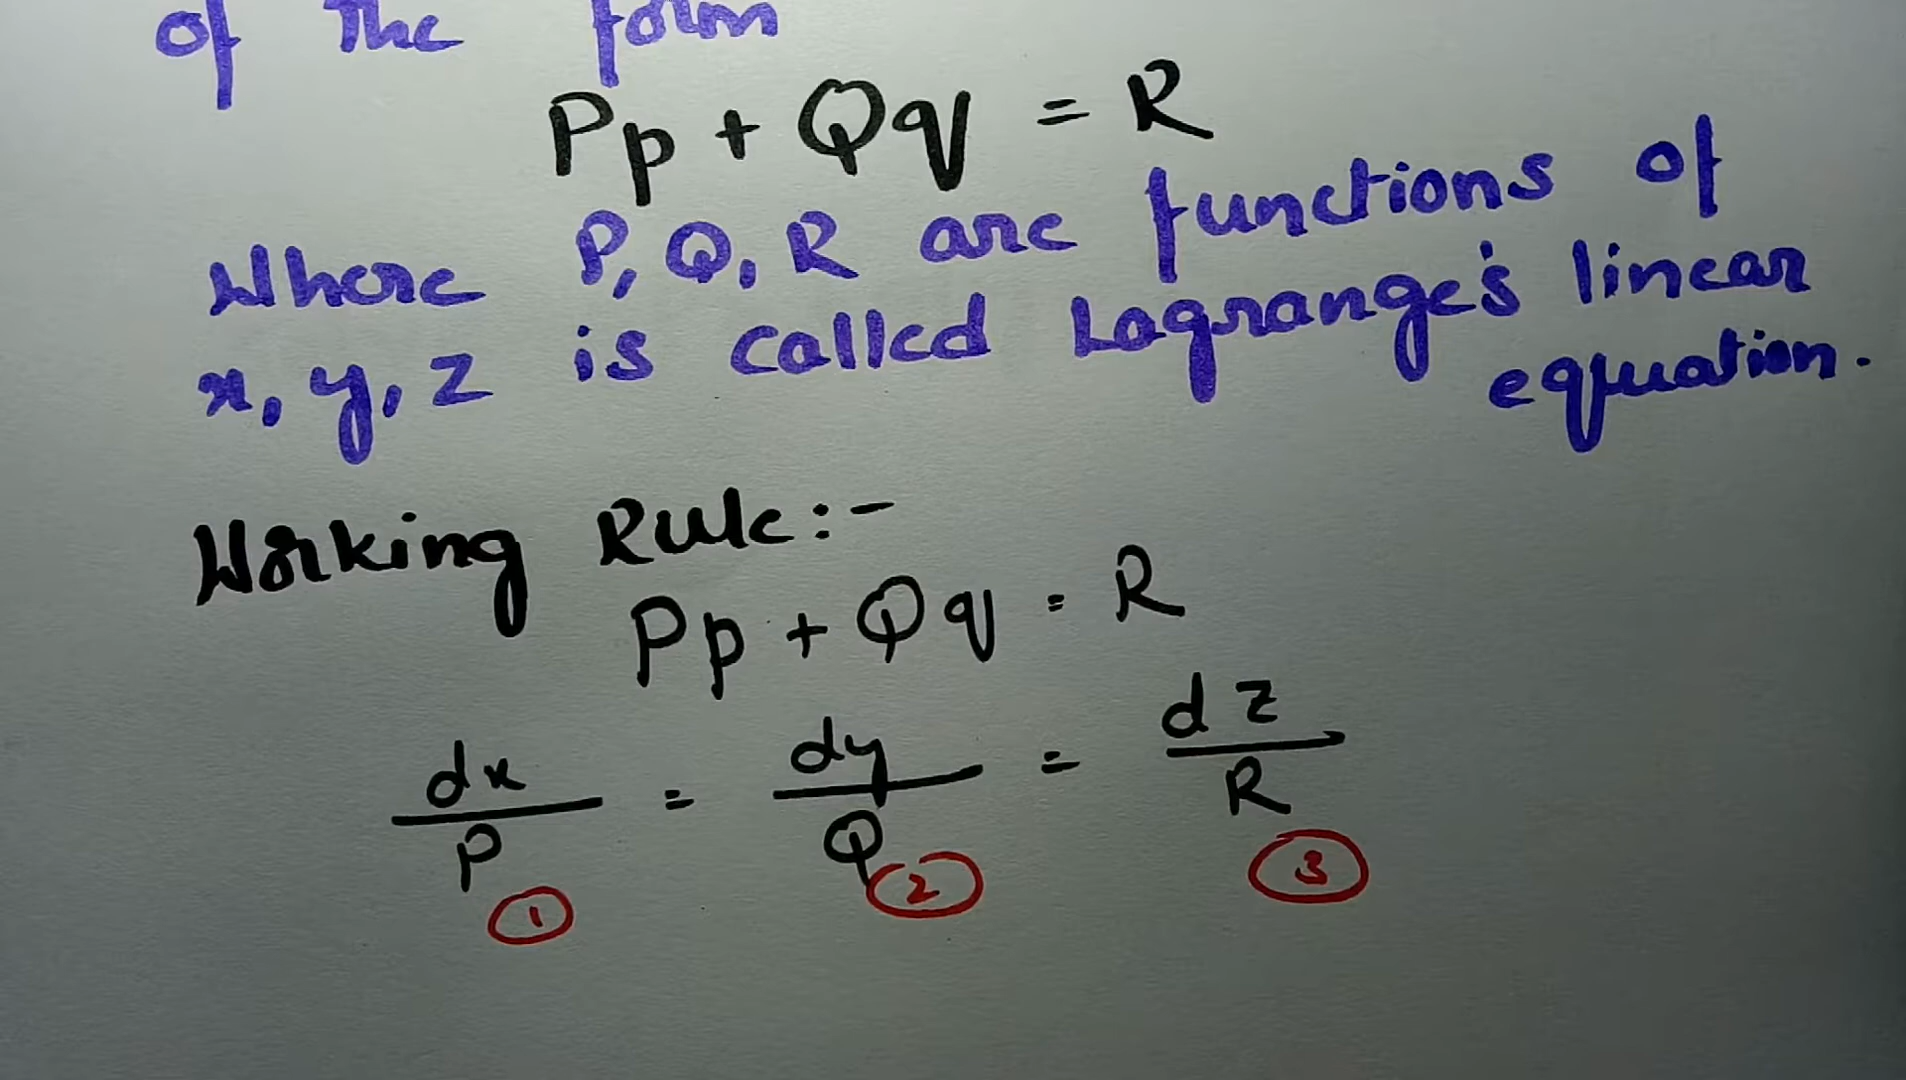 of the form
Pp + Qq = R
Where P, Q, R are functions of
x, y, z is called Lagrange's linear
equation.
Working Rule:-
Pp + Qq = R
dx/P = dy/Q = dz/R
1 2 3